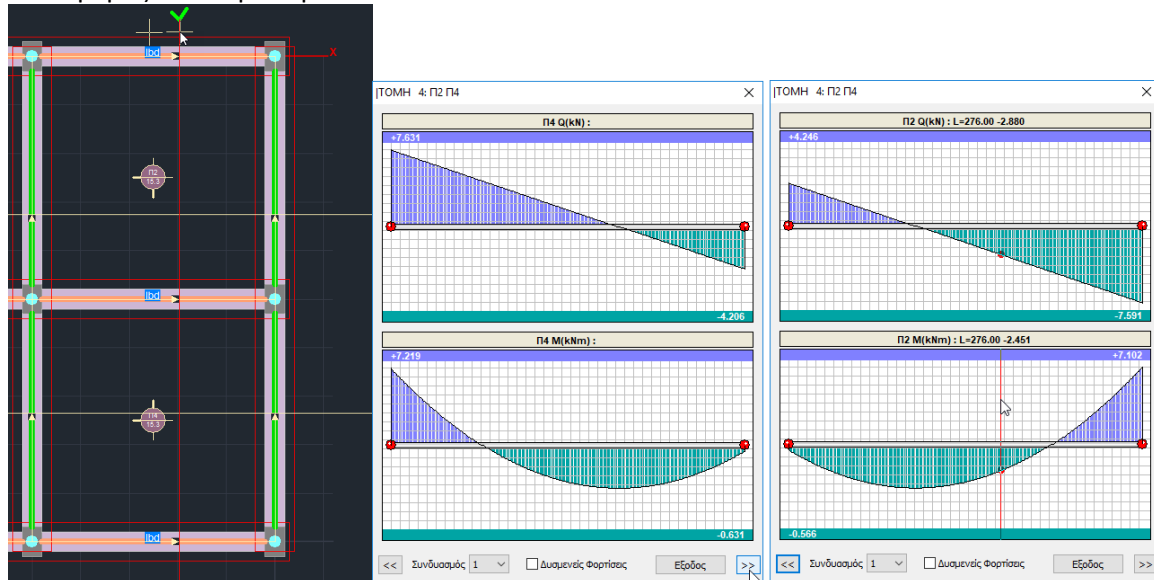 lbd
X
Π2
15.3
lbd
Π4
15.3
lbd
|ΤΟΜΗ 4: Π2 Π4
Π4 Q(kN) :
+7.631
-4.206
Π4 M(kNm) :
+7.219
-0.631
<< Συνδυασμός 1 Δυσμενείς Φορτίσεις Εξοδος >>
|ΤΟΜΗ 4: Π2 Π4
Π2 Q(kN) : L=276.00 -2.880
+4.246
-7.591
Π2 M(kNm) : L=276.00 -2.451
+7.102
-0.566
<< Συνδυασμός 1 Δυσμενείς Φορτίσεις Εξοδος >>